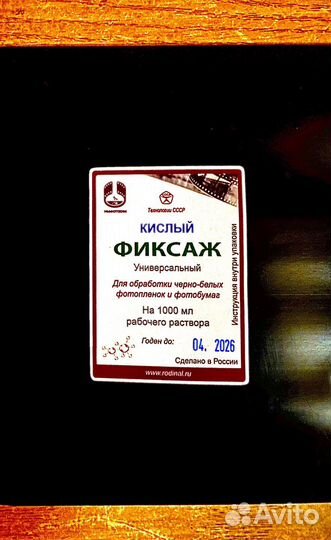 Технологии СССР
КИСЛЫЙ
ФИКСАЖ
Универсальный
Для обработки черно-белых
фотопленок и фотобумаг
На 1000 мл
рабочего раствора
Годен до: 04. 2026
Сделано в России
www.rodinal.ru
Инструкция внутри упаковки
Avito